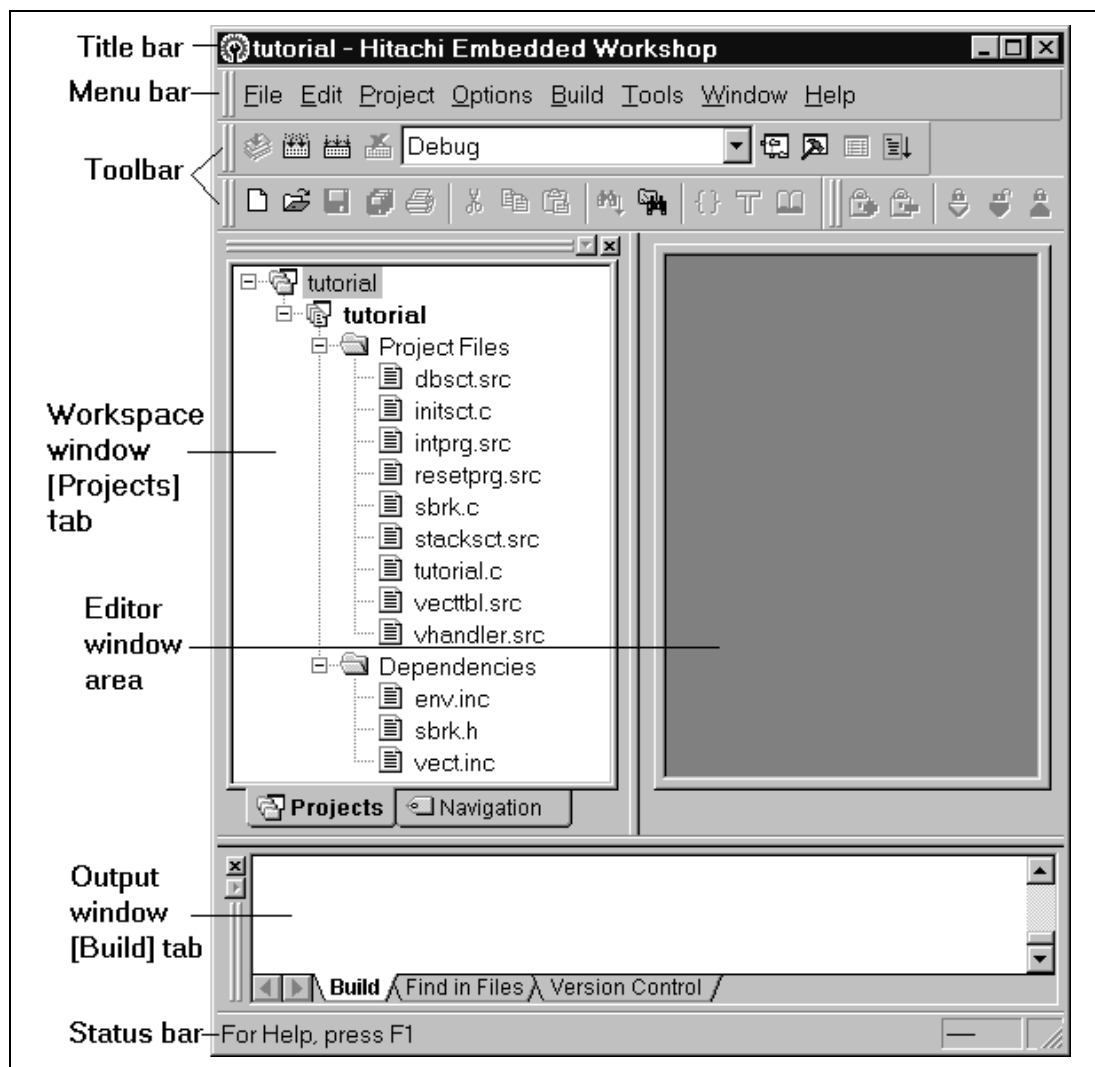 Title bar
tutorial - Hitachi Embedded Workshop
Menu bar
File Edit Project Options Build Tools Window Help
Toolbar
Debug
Workspace
window
[Projects]
tab
tutorial
tutorial
Project Files
dbsct.src
initsct.c
intprg.src
resetprg.src
sbrk.c
stacksct.src
tutorial.c
vecttbl.src
vhandler.src
Dependencies
env.inc
sbrk.h
vect.inc
Editor
window
area
Projects Navigation
Output
window
[Build] tab
Build Find in Files Version Control
Status bar
For Help, press F1